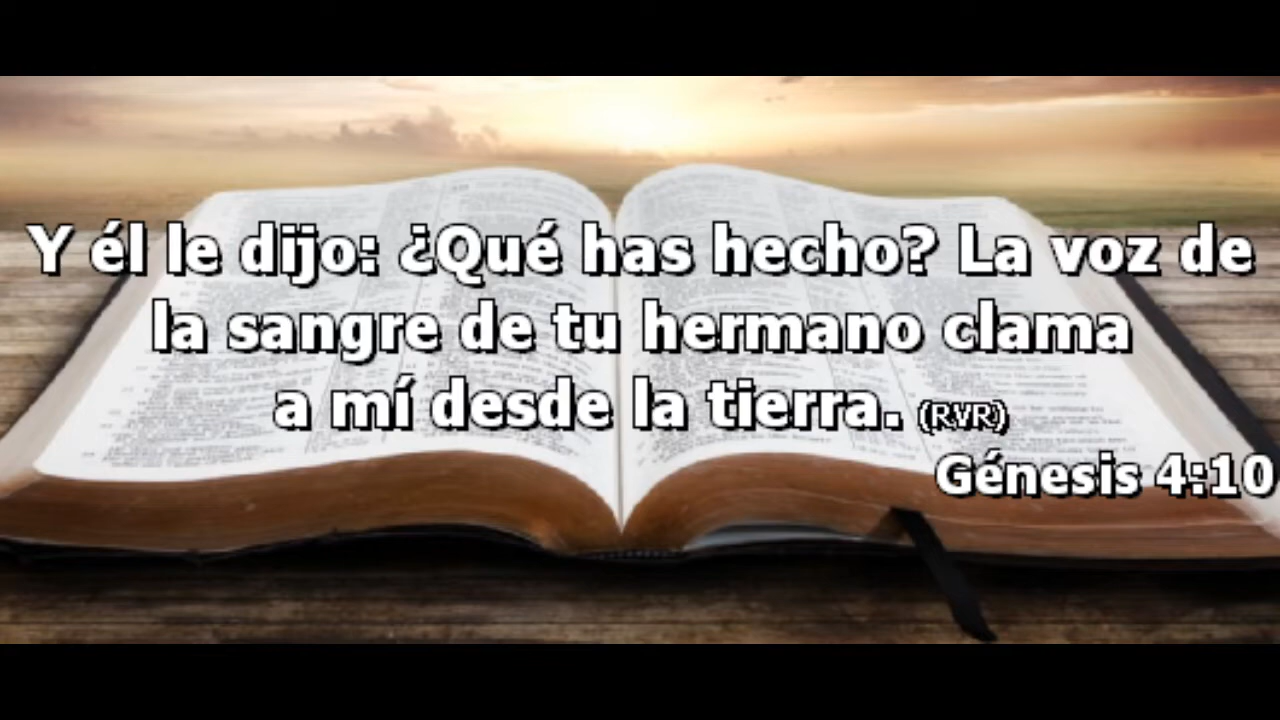 Y él le dijo: ¿Qué has hecho? La voz de
la sangre de tu hermano clama
a mí desde la tierra. (RVR)
Génesis 4:10